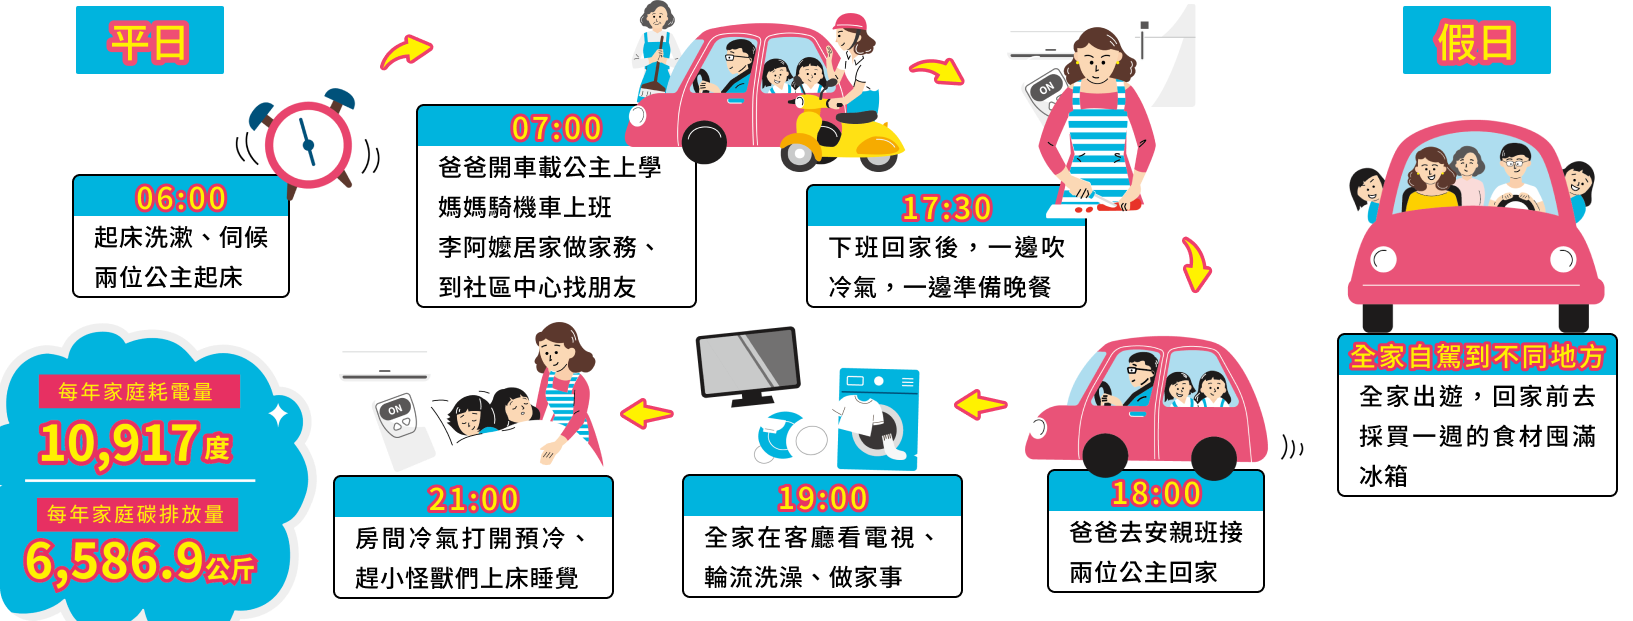 平日
06:00
起床洗漱、伺候
兩位公主起床
07:00
爸爸開車載公主上學
媽媽騎機車上班
李阿嬤居家做家務、
到社區中心找朋友
17:30
下班回家後，一邊吹
冷氣，一邊準備晚餐
ON
18:00
爸爸去安親班接
兩位公主回家
19:00
全家在客廳看電視、
輪流洗澡、做家事
21:00
房間冷氣打開預冷、
趕小怪獸們上床睡覺
ON
每年家庭耗電量
10,917度
每年家庭碳排放量
6,586.9公斤
假日
全家自駕到不同地方
全家出遊，回家前去
採買一週的食材囤滿
冰箱